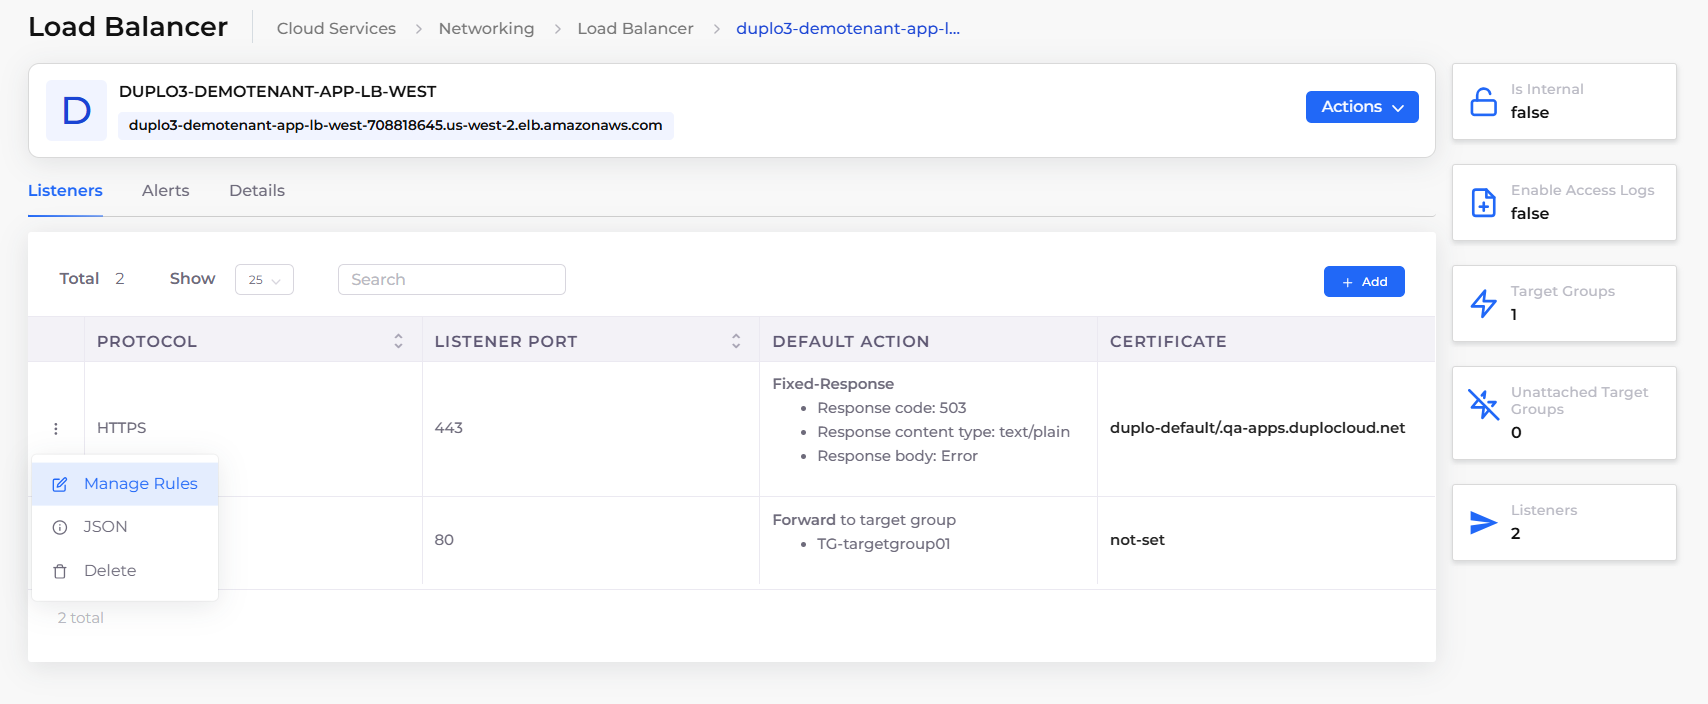 Load Balancer
Cloud Services > Networking > Load Balancer > duplo3-demotenant-app-l...
D
DUPLO3-DEMOTENANT-APP-LB-WEST
duplo3-demotenant-app-lb-west-708818645.us-west-2.elb.amazonaws.com
Actions
Is Internal
false
Enable Access Logs
false
Target Groups
1
Unattached Target
Groups
0
Listeners
2
Listeners Alerts Details
Total 2 Show 25 Search + Add
PROTOCOL LISTENER PORT DEFAULT ACTION CERTIFICATE
HTTPS 443
Fixed-Response
• Response code: 503
• Response content type: text/plain
• Response body: Error
duplo-default/.qa-apps.duplocloud.net
Manage Rules
JSON
Delete
80
Forward to target group
• TG-targetgroup01
not-set
2 total